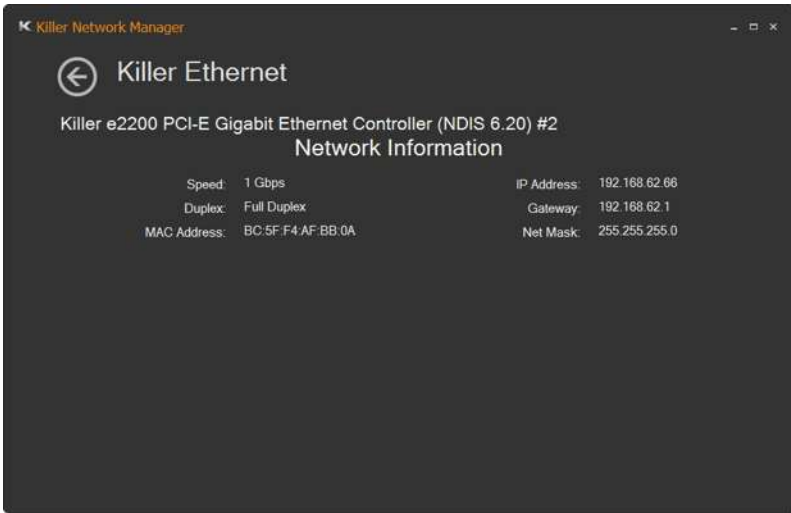 Killer Network Manager
Killer Ethernet
Killer e2200 PCI-E Gigabit Ethernet Controller (NDIS 6.20) #2
Network Information
Speed: 1 Gbps IP Address: 192.168.62.66
Duplex: Full Duplex Gateway: 192.168.62.1
MAC Address: BC:5F:F4:AF:BB:0A Net Mask: 255.255.255.0